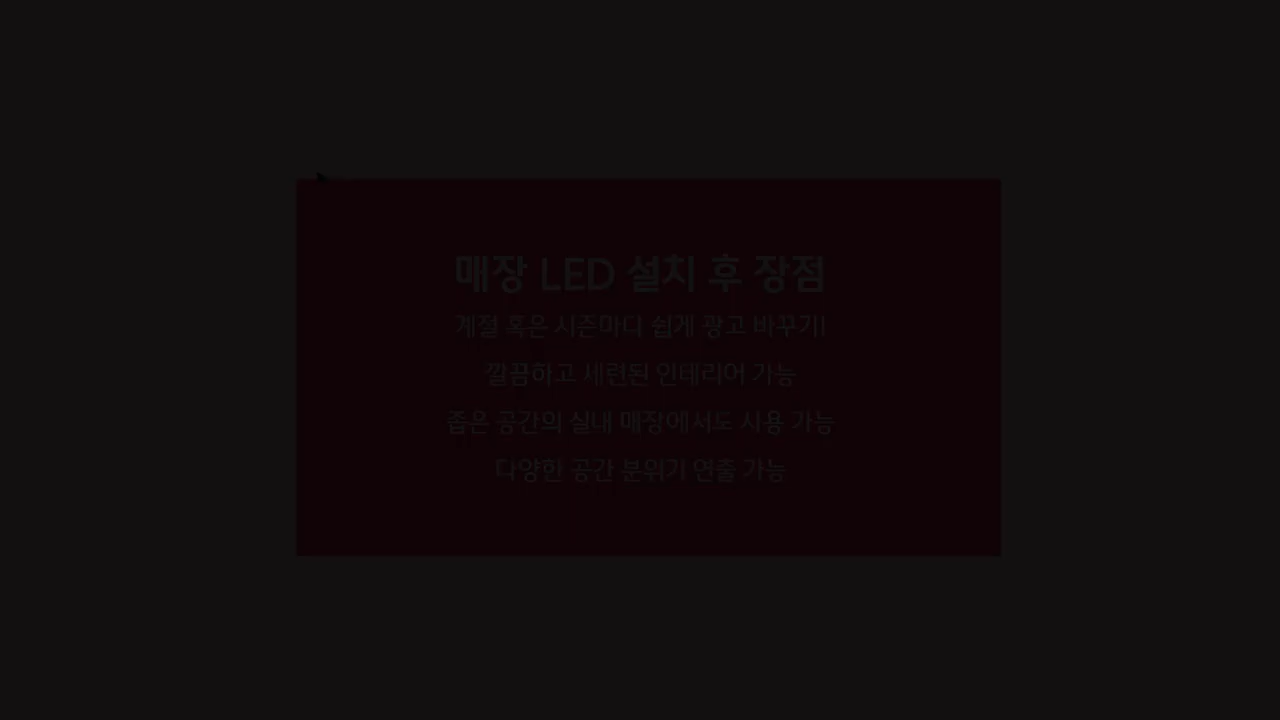 매장 LED 설치 후 장점
계절 혹은 시즌마다 쉽게 광고 바꾸기!
깔끔하고 세련된 인테리어 가능
좁은 공간의 실내 매장에서도 사용 가능
다양한 공간 분위기 연출 가능